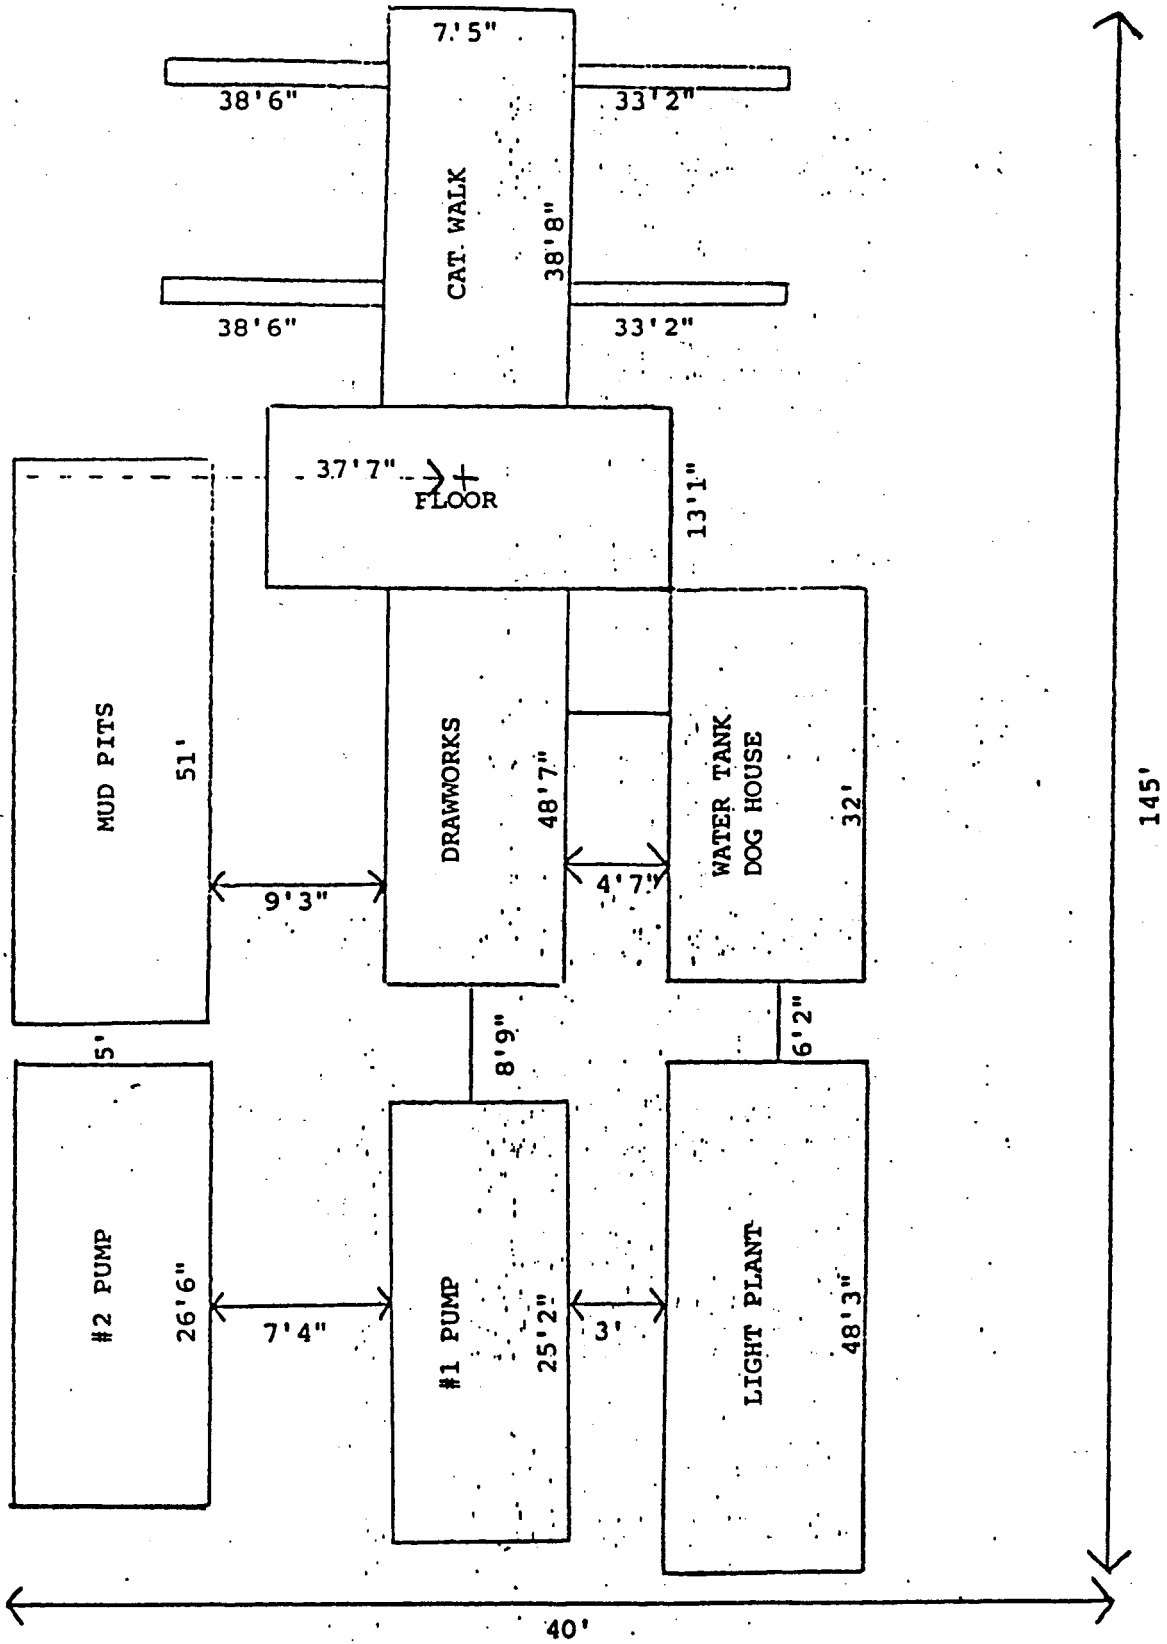 7'5"
38'6"
33'2"
CAT WALK
38'8"
38'6"
33'2"
37'7"
FLOOR
13'1"
MUD PITS
51'
DRAWWORKS
48'7"
WATER TANK
DOG HOUSE
32'
145'
9'3"
4'7"
5'
8'9"
6'2"
#2 PUMP
26'6"
7'4"
#1 PUMP
25'2"
3'
LIGHT PLANT
48'3"
40'